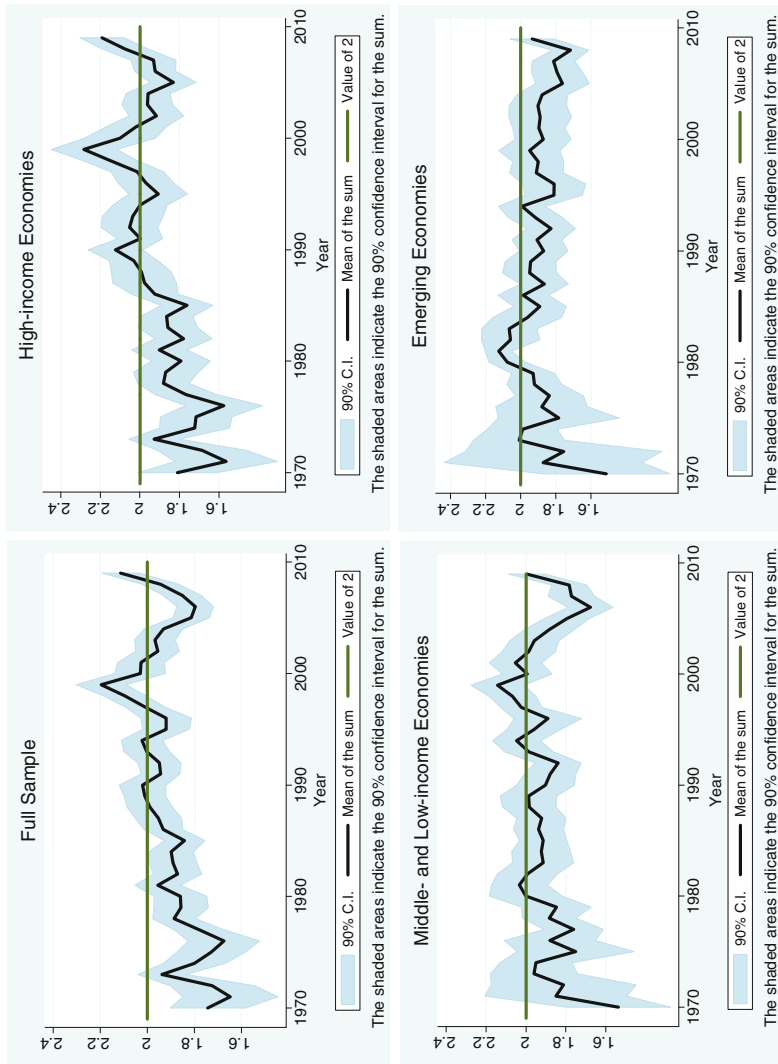 Full Sample
2.4
2.2
2
1.8
1.6
1970
1980
1990
2000
2010
Year
90% C.I.
Mean of the sum
Value of 2
The shaded areas indicate the 90% confidence interval for the sum.
High-income Economies
2.4
2.2
2
1.8
1.6
1970
1980
1990
2000
2010
Year
90% C.I.
Mean of the sum
Value of 2
The shaded areas indicate the 90% confidence interval for the sum.
Middle- and Low-income Economies
2.4
2.2
2
1.8
1.6
1970
1980
1990
2000
2010
Year
90% C.I.
Mean of the sum
Value of 2
The shaded areas indicate the 90% confidence interval for the sum.
Emerging Economies
2.4
2.2
2
1.8
1.6
1970
1980
1990
2000
2010
Year
90% C.I.
Mean of the sum
Value of 2
The shaded areas indicate the 90% confidence interval for the sum.